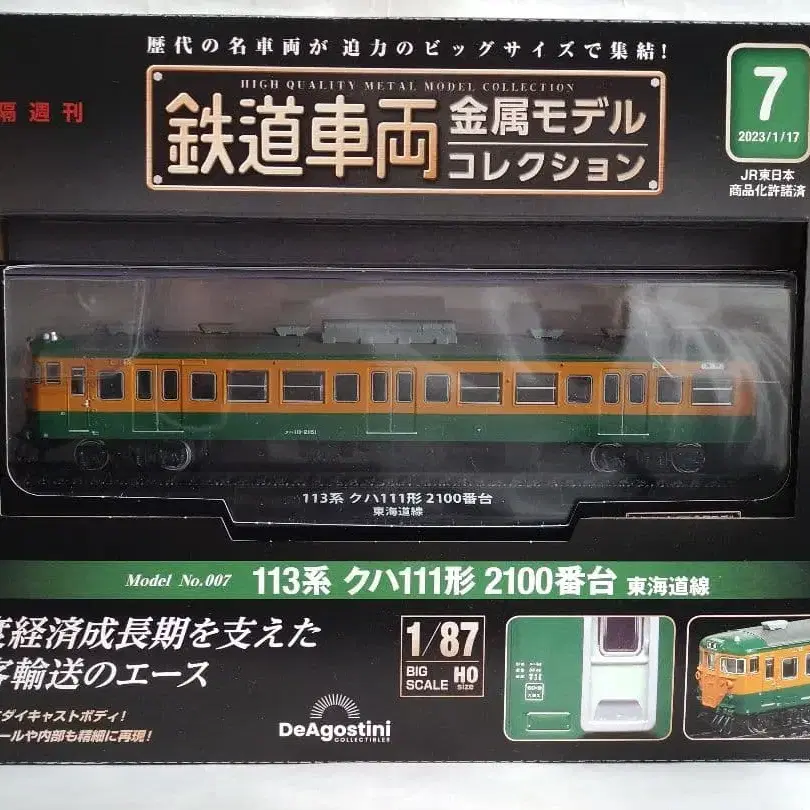 歴代の名車両が 迫力のビッグサイズで集結!
HIGH QUALITY METAL MODEL COLLECTION
隔週刊
鉄道車両
金属モデル
コレクション
7
2023/1/17
JR東日本
商品化許諾済
113系 クハ111形 2100番台
東海道線
Model No.007 113系 クハ111形 2100番台 東海道線
度経済成長期を支えた
客輸送のエース
ダイキャストボディ!
ールや内部も精細に再現!
1/87
BIG SCALE
HO size
DeAgostini
COLLECTIBLES